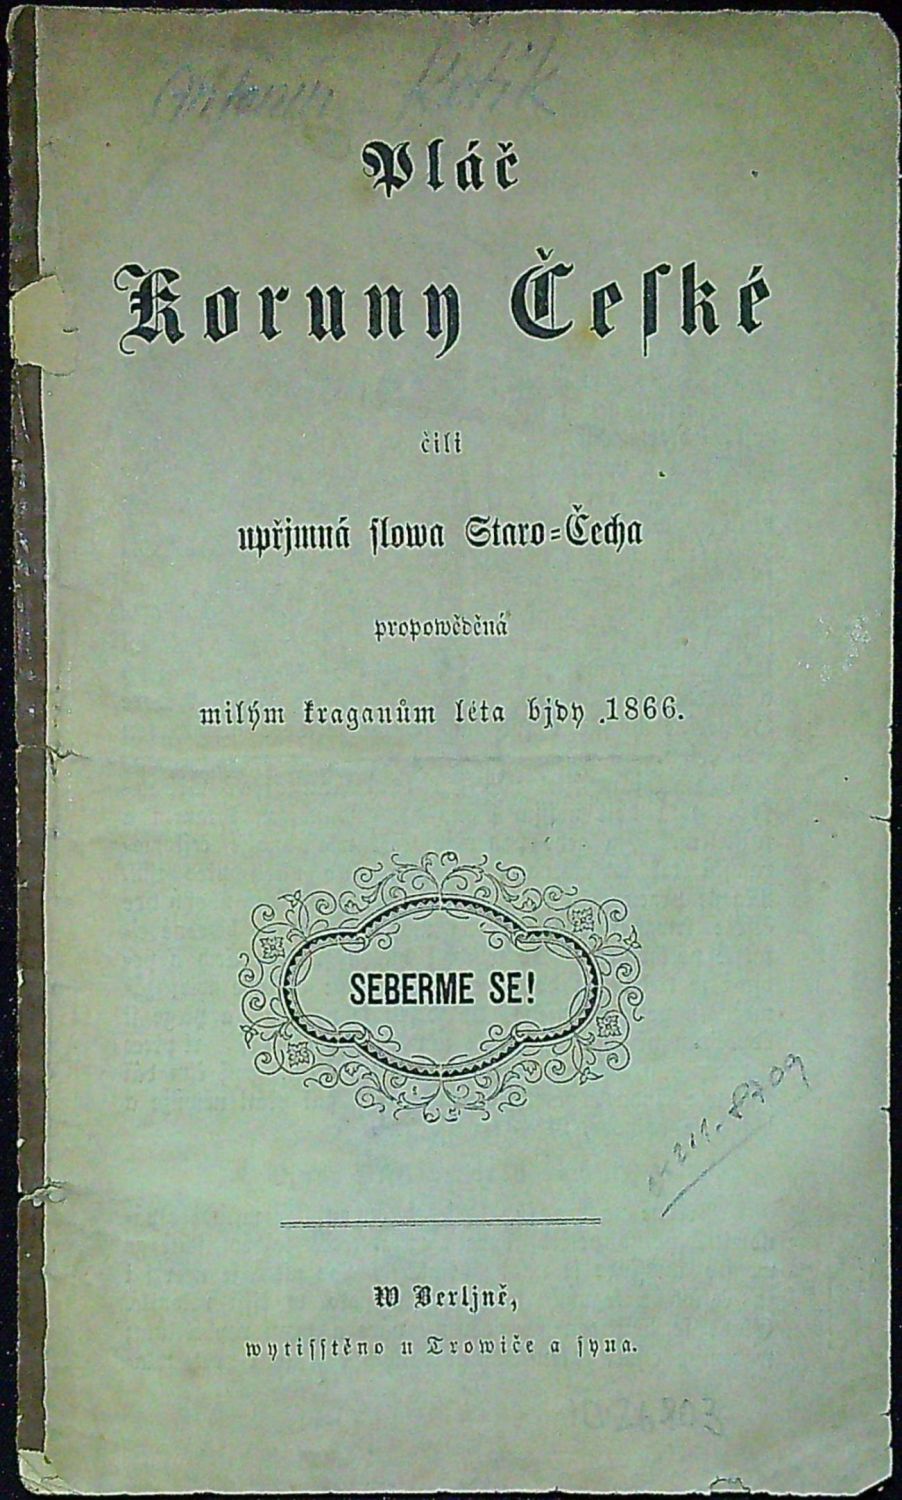 Antonín
Pláč
Koruny Čeſké
čili
upřjmná ſlowa Staro=Čecha
propowěděná
milým kraganům léta bjdy 1866.
SEBERME SE!
W Berljně,
wytiſſtěno u Trowiče a ſyna.